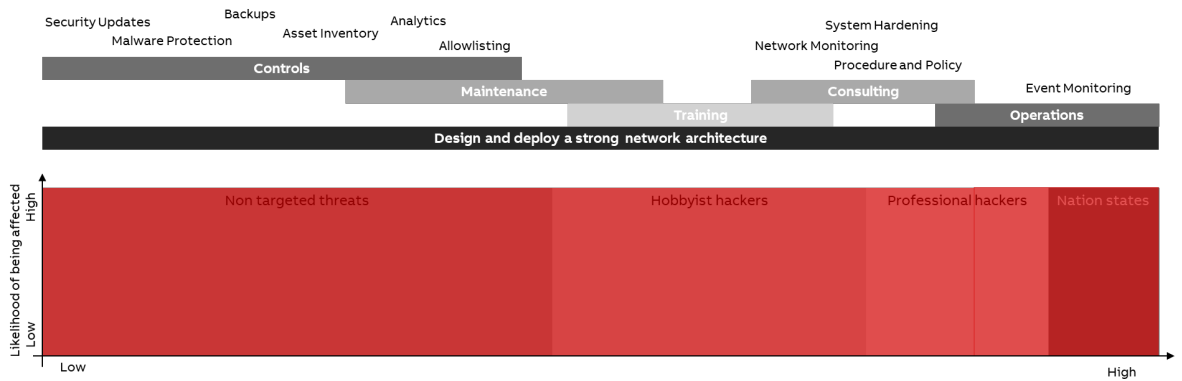 Security Updates
Backups
Analytics
System Hardening
Malware Protection
Asset Inventory
Allowlisting
Network Monitoring
Procedure and Policy
Controls
Maintenance
Consulting
Event Monitoring
Training
Operations
Design and deploy a strong network architecture
Likelihood of being affected
High
Low
Non targeted threats
Hobbyist hackers
Professional hackers
Nation states
Low
High